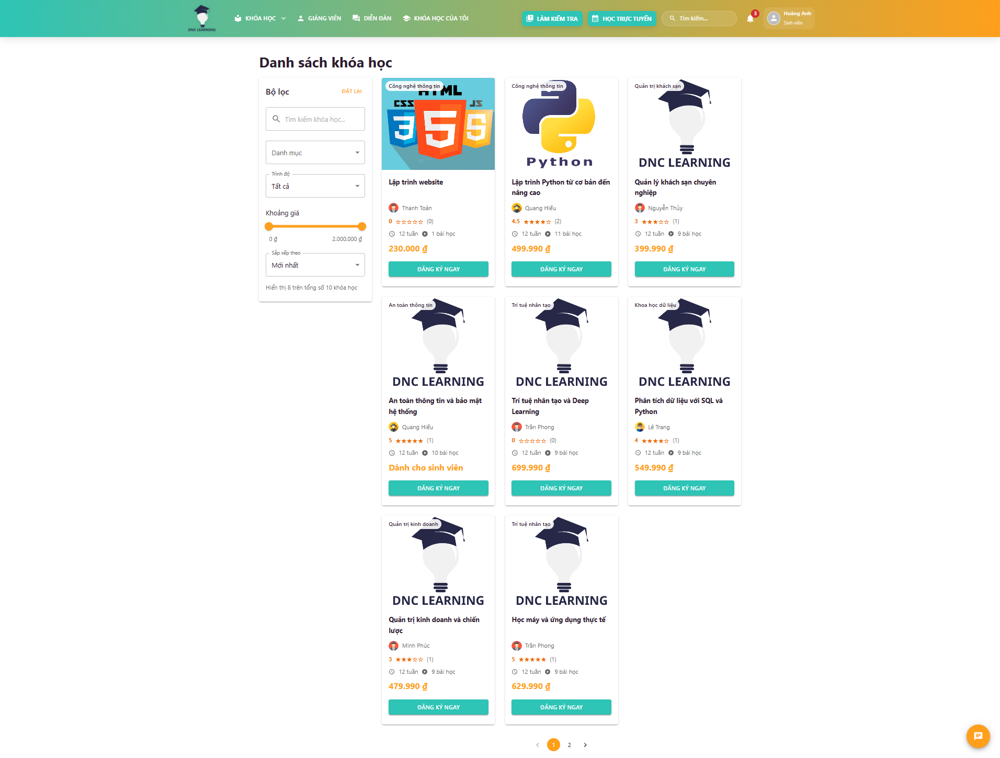 DNC LEARNING
KHÓA HỌC
GIẢNG VIÊN
DIỄN ĐÀN
KHÓA HỌC CỦA TÔI
LÀM KIỂM TRA
HỌC TRỰC TUYẾN
Tìm kiếm...
3
Hoàng Anh
Sinh viên
Danh sách khóa học
Bộ lọc
ĐẶT LẠI
Tìm kiếm khóa học...
Danh mục
Trình độ
Tất cả
Khoảng giá
0 ₫
2.000.000 ₫
Sắp xếp theo
Mới nhất
Hiển thị 8 trên tổng số 10 khóa học
Công nghệ thông tin
HTML
CSS
JS
3
5
5
Lập trình website
Thanh Toàn
0 (0)
12 tuần 1 bài học
230.000 ₫
ĐĂNG KÝ NGAY
Công nghệ thông tin
Python
Lập trình Python từ cơ bản đến
nâng cao
Quang Hiếu
4.5 (2)
12 tuần 11 bài học
499.990 ₫
ĐĂNG KÝ NGAY
Quản trị khách sạn
DNC LEARNING
Quản lý khách sạn chuyên
nghiệp
Nguyễn Thủy
3 (1)
12 tuần 9 bài học
399.990 ₫
ĐĂNG KÝ NGAY
An toàn thông tin
DNC LEARNING
An toàn thông tin và bảo mật
hệ thống
Quang Hiếu
5 (1)
12 tuần 10 bài học
Dành cho sinh viên
ĐĂNG KÝ NGAY
Trí tuệ nhân tạo
DNC LEARNING
Trí tuệ nhân tạo và Deep
Learning
Trần Phong
0 (0)
12 tuần 9 bài học
699.990 ₫
ĐĂNG KÝ NGAY
Khoa học dữ liệu
DNC LEARNING
Phân tích dữ liệu với SQL và
Python
Lê Trang
4 (1)
12 tuần 9 bài học
549.990 ₫
ĐĂNG KÝ NGAY
Quản trị kinh doanh
DNC LEARNING
Quản trị kinh doanh và chiến
lược
Minh Phúc
3 (1)
12 tuần 9 bài học
479.990 ₫
ĐĂNG KÝ NGAY
Trí tuệ nhân tạo
DNC LEARNING
Học máy và ứng dụng thực tế
Trần Phong
5 (1)
12 tuần 9 bài học
629.990 ₫
ĐĂNG KÝ NGAY
1
2